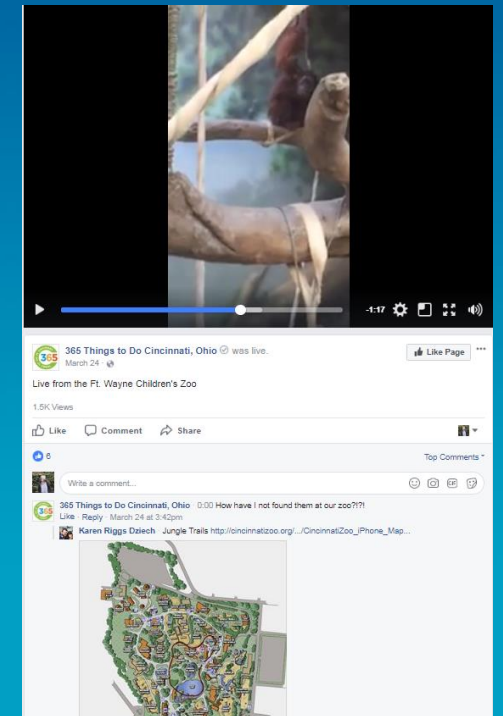 -1:17
365
365 Things to Do Cincinnati, Ohio was live.
March 24
Like Page
Live from the Ft. Wayne Children's Zoo
1.5K Views
Like Comment Share
6
Top Comments
Write a comment...
GIF
365
365 Things to Do Cincinnati, Ohio 0:00 How have I not found them at our zoo?!?!
Like · Reply · March 24 at 3:42pm
Karen Riggs Dziech Jungle Trails http://cincinnatizoo.org/.../CincinnatiZoo_iPhone_Map...